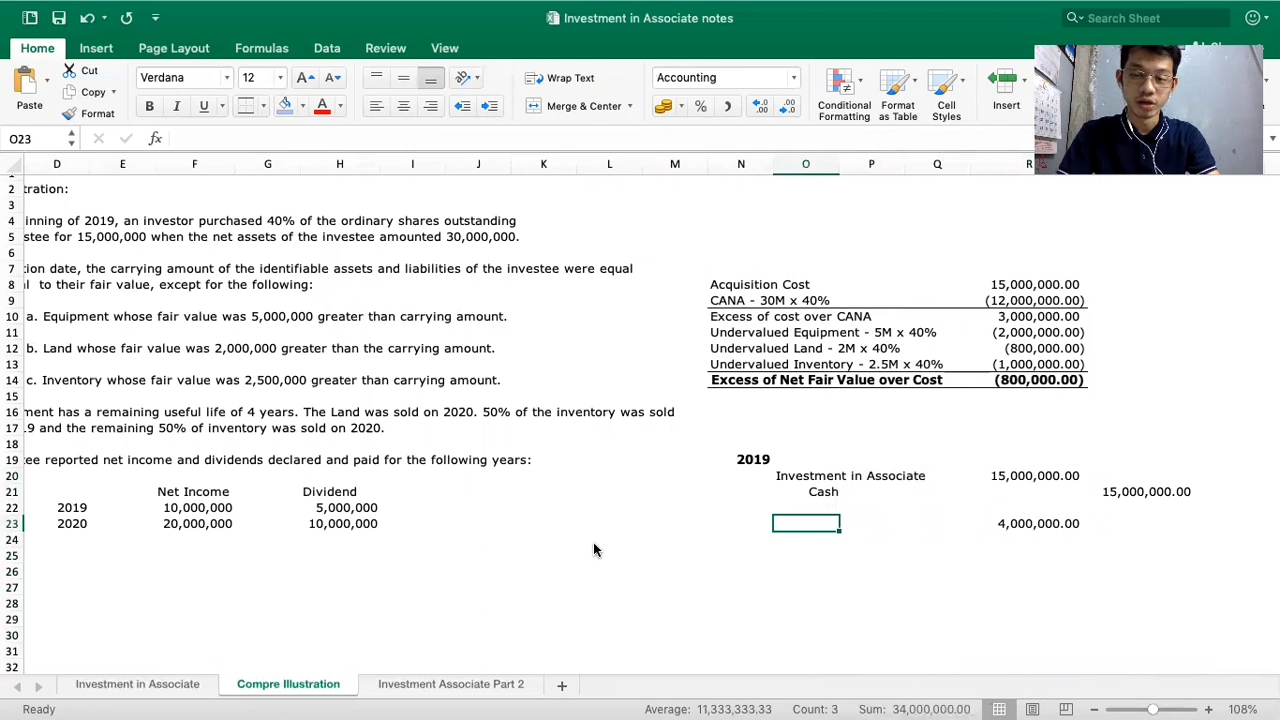 Investment in Associate notes
Search Sheet
Home Insert Page Layout Formulas Data Review View
Paste
Cut
Copy
Format
Verdana 12
B I U
Wrap Text
Merge & Center
Accounting
Conditional Formatting
Format as Table
Cell Styles
Insert
O23 fx
D E F G H I J K L M N O P Q R
1
2 tration:
3
4 inning of 2019, an investor purchased 40% of the ordinary shares outstanding
5 stee for 15,000,000 when the net assets of the investee amounted 30,000,000.
6
7 ion date, the carrying amount of the identifiable assets and liabilities of the investee were equal
8 l to their fair value, except for the following: Acquisition Cost 15,000,000.00
9 CANA - 30M x 40% (12,000,000.00)
10 a. Equipment whose fair value was 5,000,000 greater than carrying amount. Excess of cost over CANA 3,000,000.00
11 Undervalued Equipment - 5M x 40% (2,000,000.00)
12 b. Land whose fair value was 2,000,000 greater than the carrying amount. Undervalued Land - 2M x 40% (800,000.00)
13 Undervalued Inventory - 2.5M x 40% (1,000,000.00)
14 c. Inventory whose fair value was 2,500,000 greater than carrying amount. Excess of Net Fair Value over Cost (800,000.00)
15
16 ment has a remaining useful life of 4 years. The Land was sold on 2020. 50% of the inventory was sold
17 19 and the remaining 50% of inventory was sold on 2020.
18
19 ee reported net income and dividends declared and paid for the following years: 2019
20 Investment in Associate 15,000,000.00
21 Net Income Dividend Cash 15,000,000.00
22 2019 10,000,000 5,000,000
23 2020 20,000,000 10,000,000 4,000,000.00
24
25
26
27
28
29
30
31
32
Investment in Associate Compre Illustration Investment Associate Part 2 +
Ready Average: 11,333,333.33 Count: 3 Sum: 34,000,000.00 108%